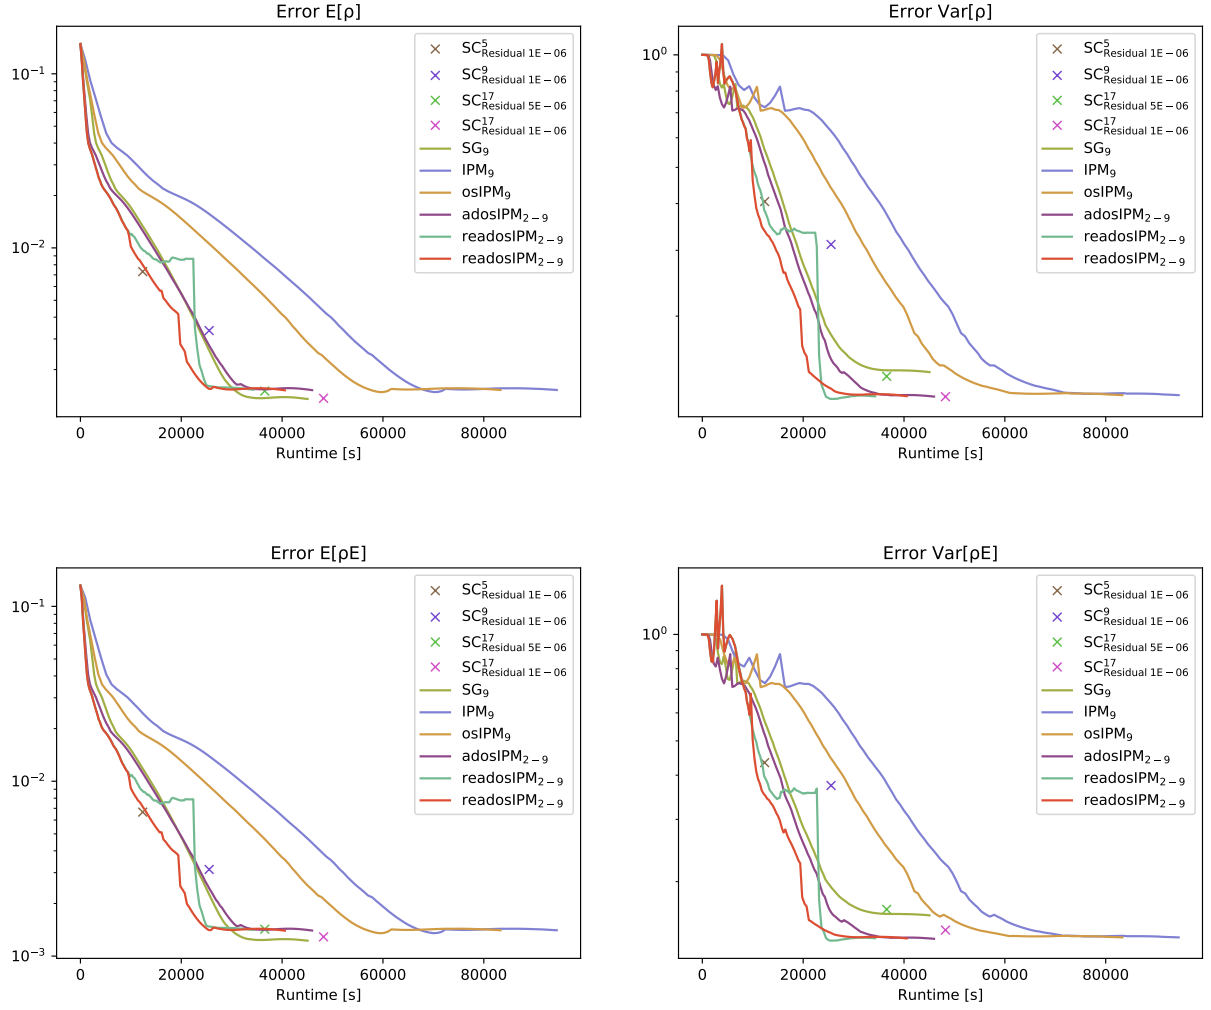 Error E[ρ]
10⁻¹
10⁻²
0 20000 40000 60000 80000
Runtime [s]
SC⁵Residual 1E−06
SC⁹Residual 1E−06
SC¹⁷Residual 5E−06
SC¹⁷Residual 1E−06
SG₉
IPM₉
osIPM₉
adosIPM₂₋₉
readosIPM₂₋₉
readosIPM₂₋₉
Error Var[ρ]
10⁰
0 20000 40000 60000 80000
Runtime [s]
SC⁵Residual 1E−06
SC⁹Residual 1E−06
SC¹⁷Residual 5E−06
SC¹⁷Residual 1E−06
SG₉
IPM₉
osIPM₉
adosIPM₂₋₉
readosIPM₂₋₉
readosIPM₂₋₉
Error E[ρE]
10⁻¹
10⁻²
10⁻³
0 20000 40000 60000 80000
Runtime [s]
SC⁵Residual 1E−06
SC⁹Residual 1E−06
SC¹⁷Residual 5E−06
SC¹⁷Residual 1E−06
SG₉
IPM₉
osIPM₉
adosIPM₂₋₉
readosIPM₂₋₉
readosIPM₂₋₉
Error Var[ρE]
10⁰
0 20000 40000 60000 80000
Runtime [s]
SC⁵Residual 1E−06
SC⁹Residual 1E−06
SC¹⁷Residual 5E−06
SC¹⁷Residual 1E−06
SG₉
IPM₉
osIPM₉
adosIPM₂₋₉
readosIPM₂₋₉
readosIPM₂₋₉